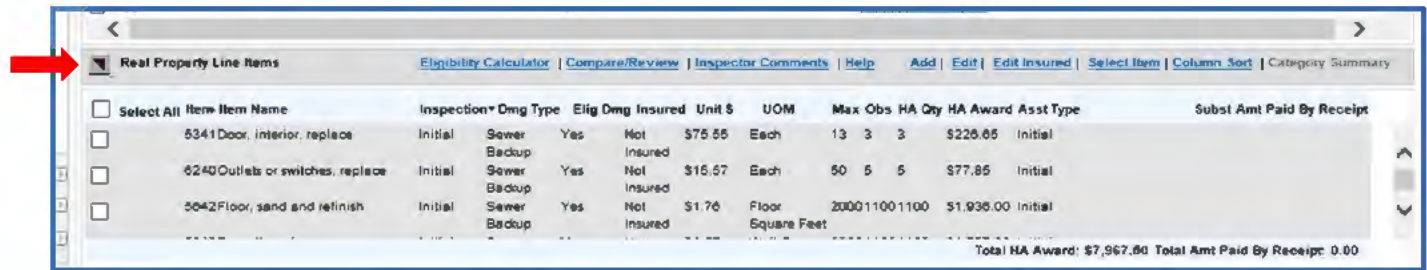 Real Property Line Items Eligibility Calculator | Compare/Review | Inspector Comments | Help Add | Edit | Edit Insured | Select Item | Column Sort | Category Summary
Select All Item Item Name Inspection Dmg Type Elig Dmg Insured Unit $ UOM Max Obs HA Qty HA Award Asst Type Subst Amt Paid By Receipt
5341 Door, interior, replace Initial Sewer Backup Yes Not Insured $75.55 Each 13 3 3 $226.65 Initial
6240 Outlets or switches, replace Initial Sewer Backup Yes Not Insured $15.57 Each 50 5 5 $77.85 Initial
5642 Floor, sand and refinish Initial Sewer Backup Yes Not Insured $1.76 Floor Square Feet 2000 1100 1100 $1,936.00 Initial
Total HA Award: $7,967.60 Total Amt Paid By Receipt: 0.00